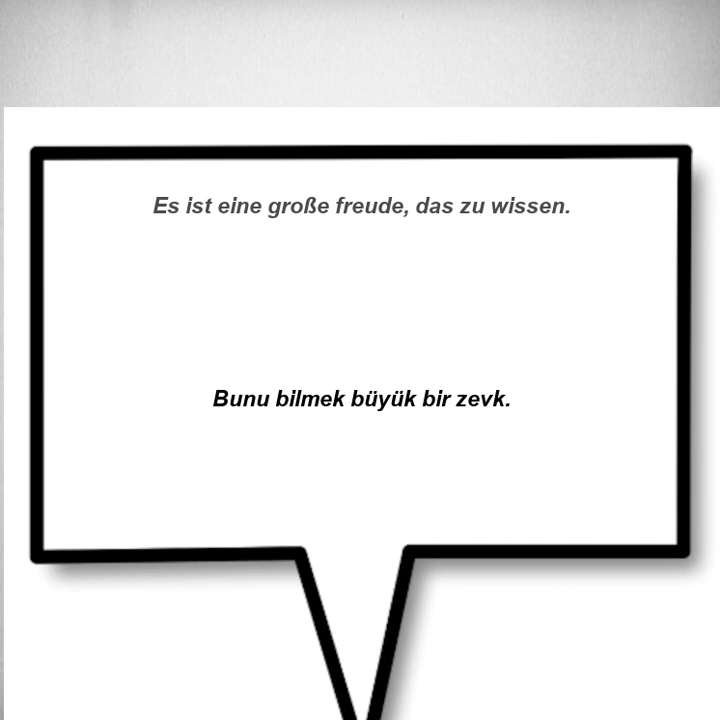 Es ist eine große freude, das zu wissen.
Bunu bilmek büyük bir zevk.